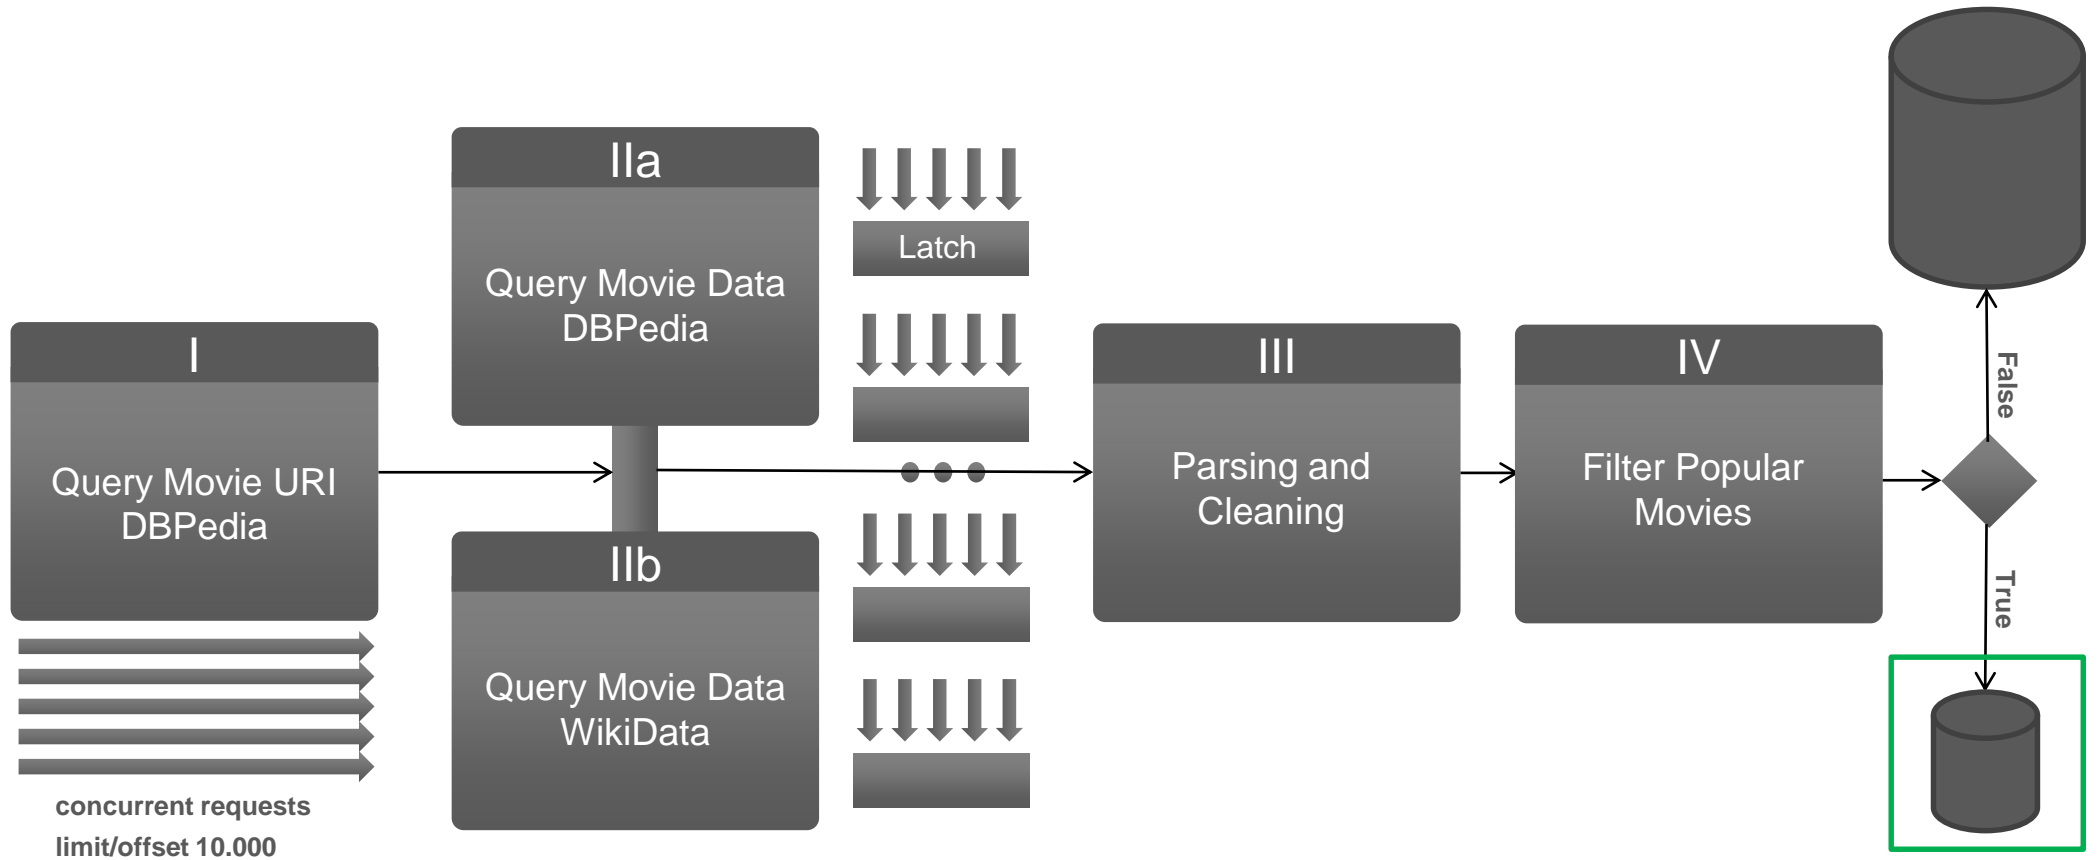 I
Query Movie URI
DBPedia
concurrent requests
limit/offset 10.000
IIa
Query Movie Data
DBPedia
IIb
Query Movie Data
WikiData
Latch
III
Parsing and
Cleaning
IV
Filter Popular
Movies
False
True